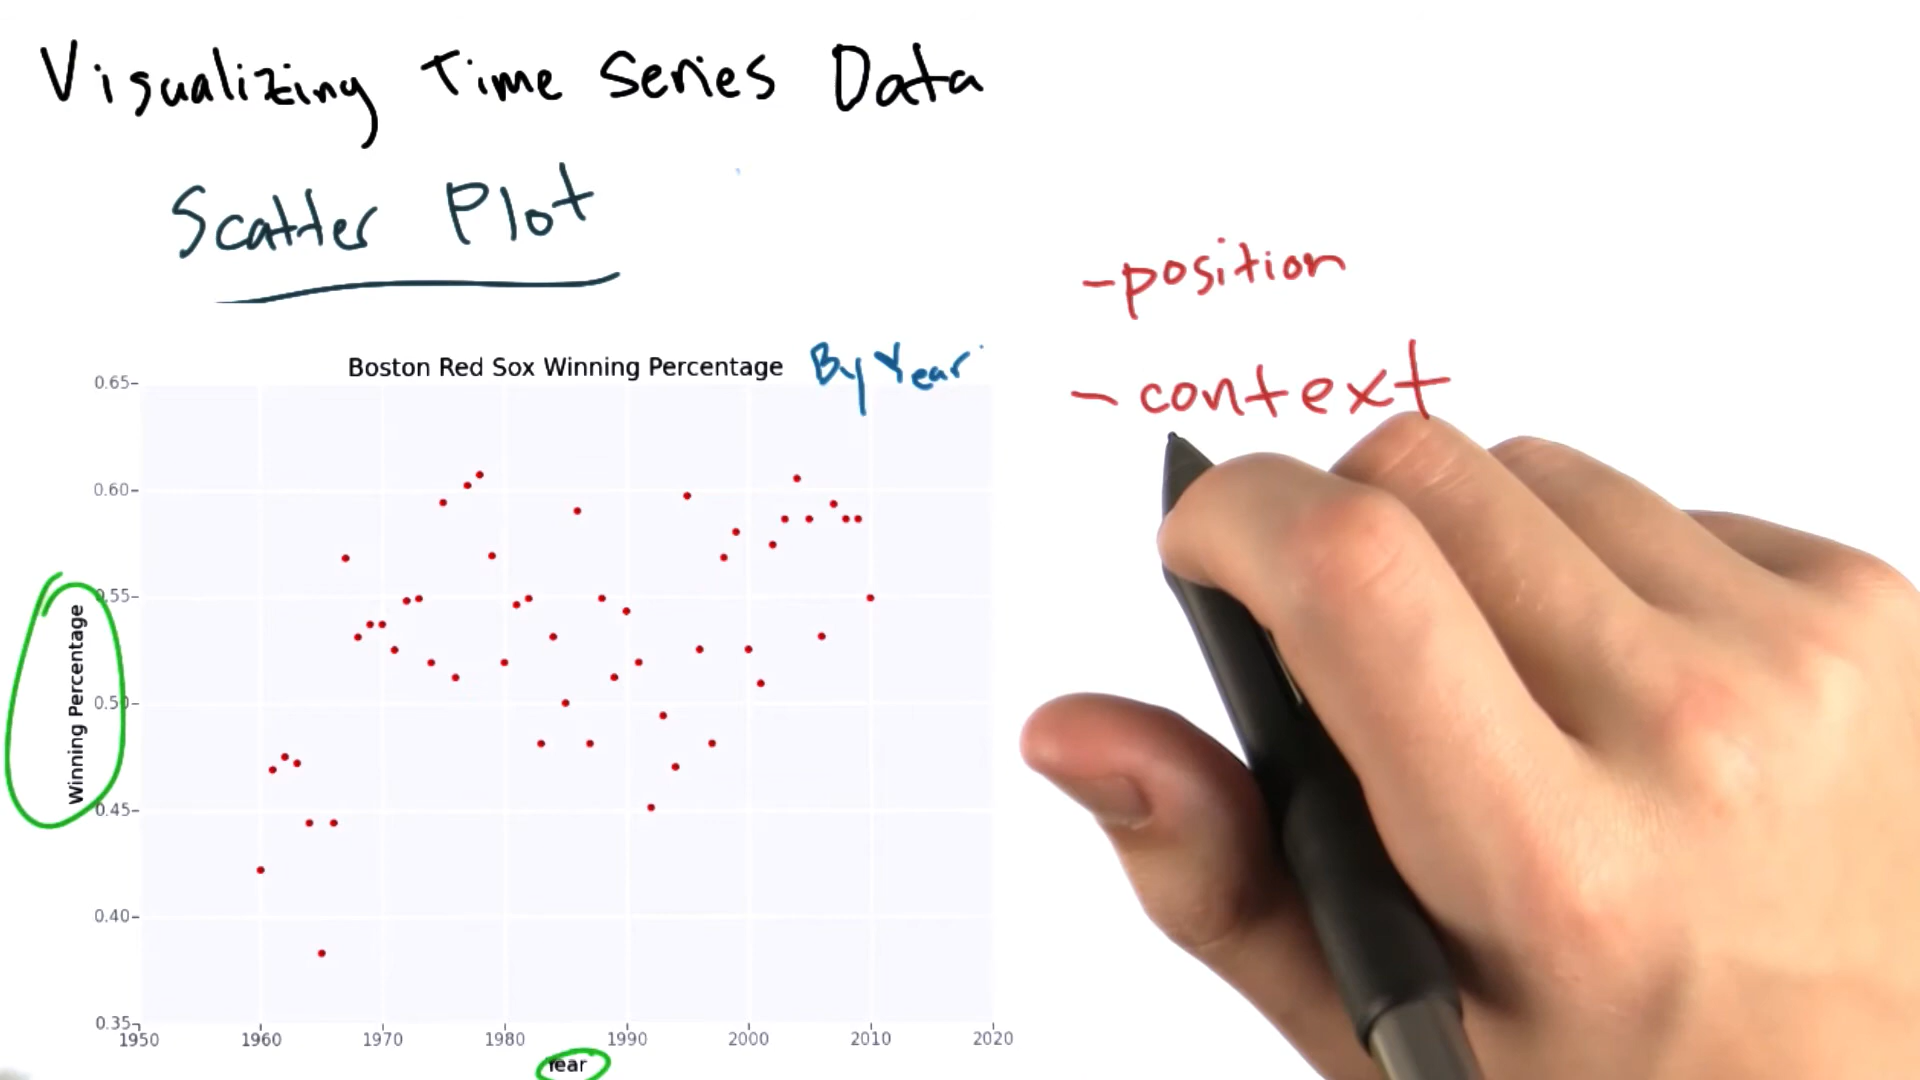 Visualizing Time Series Data
Scatter Plot
-position
-context
Boston Red Sox Winning Percentage By Year
0.65
0.60
0.55
0.50
0.45
0.40
0.35
Winning Percentage
1950 1960 1970 1980 1990 2000 2010 2020
Year